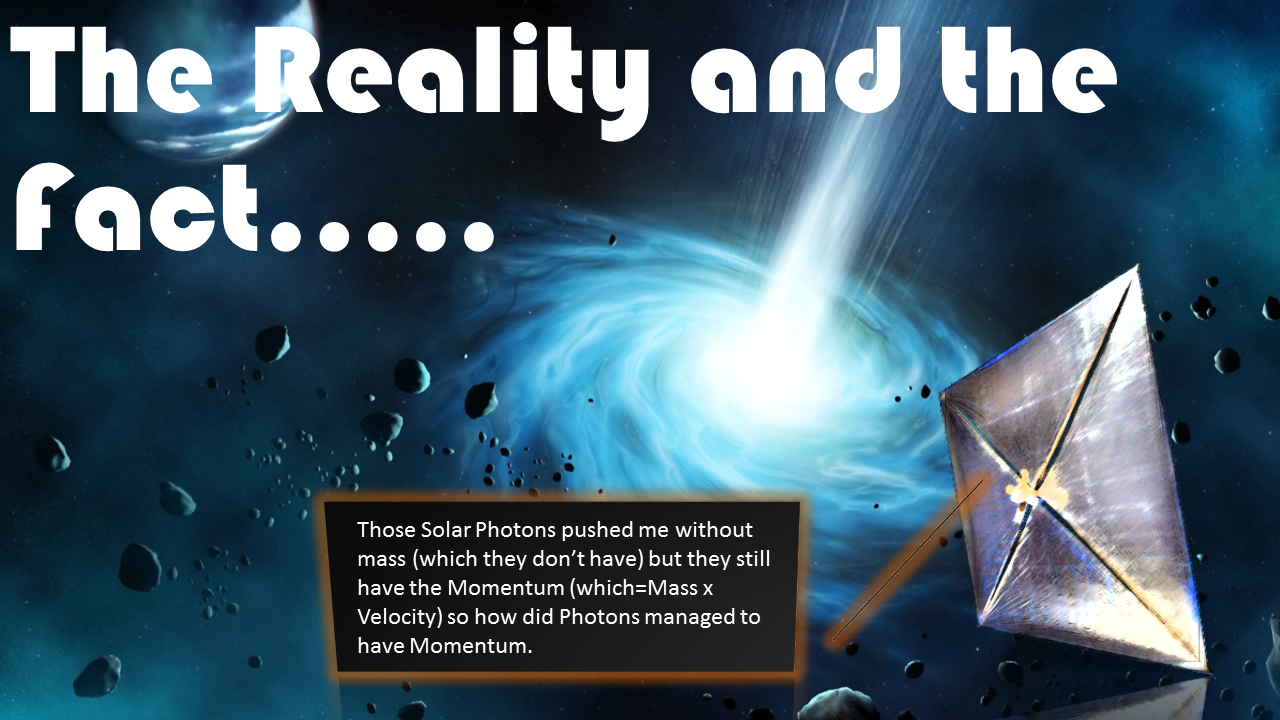 The Reality and the
Fact.....
Those Solar Photons pushed me without
mass (which they don’t have) but they still
have the Momentum (which=Mass x
Velocity) so how did Photons managed to
have Momentum.